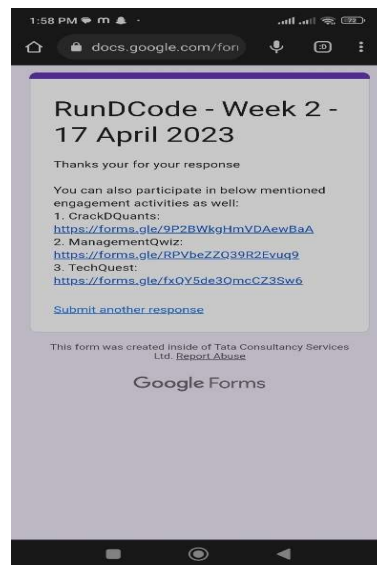 1:58 PM
docs.google.com/fori
:D
RunDCode - Week 2 -
17 April 2023
Thanks your for your response
You can also participate in below mentioned
engagement activities as well:
1. CrackDQuants:
https://forms.gle/9P2BWkgHmVDAewBaA
2. ManagementQwiz:
https://forms.gle/RPVbeZZQ39R2Evuq9
3. TechQuest:
https://forms.gle/fxQY5de3QmcCZ3Sw6
Submit another response
This form was created inside of Tata Consultancy Services
Ltd. Report Abuse
Google Forms